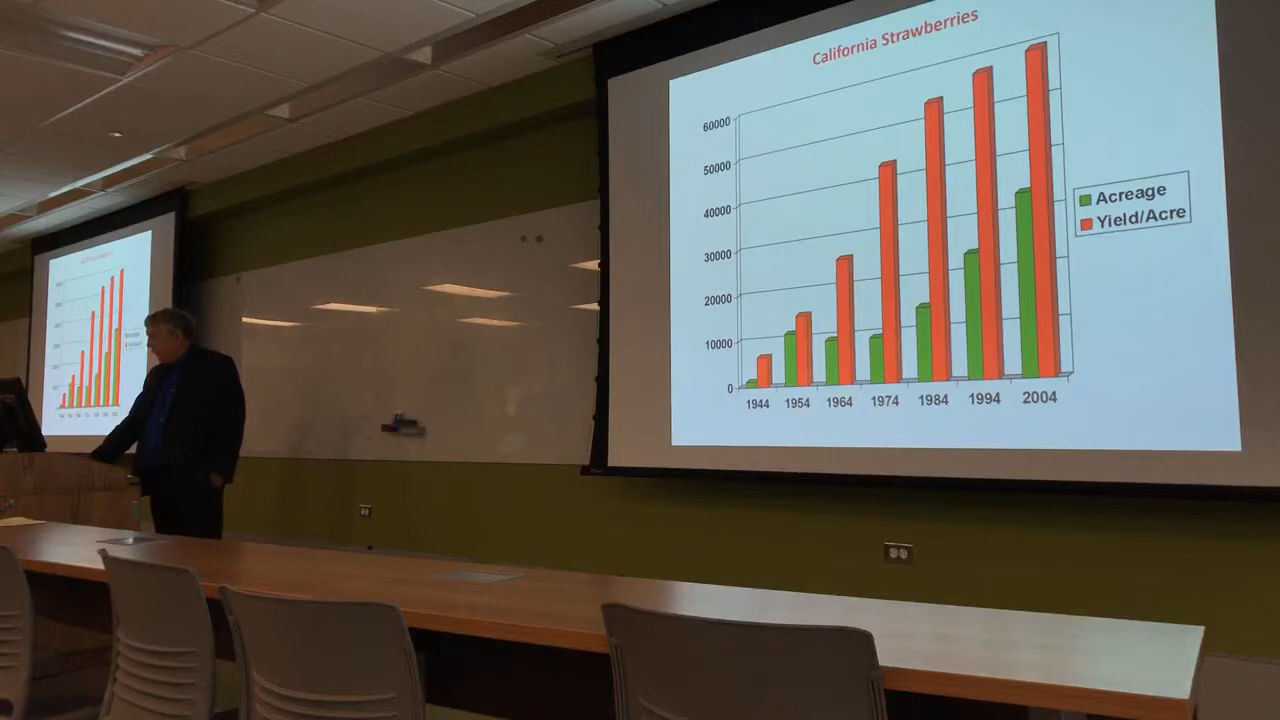 California Strawberries
60000
50000
40000
30000
20000
10000
0
1944 1954 1964 1974 1984 1994 2004
Acreage
Yield/Acre